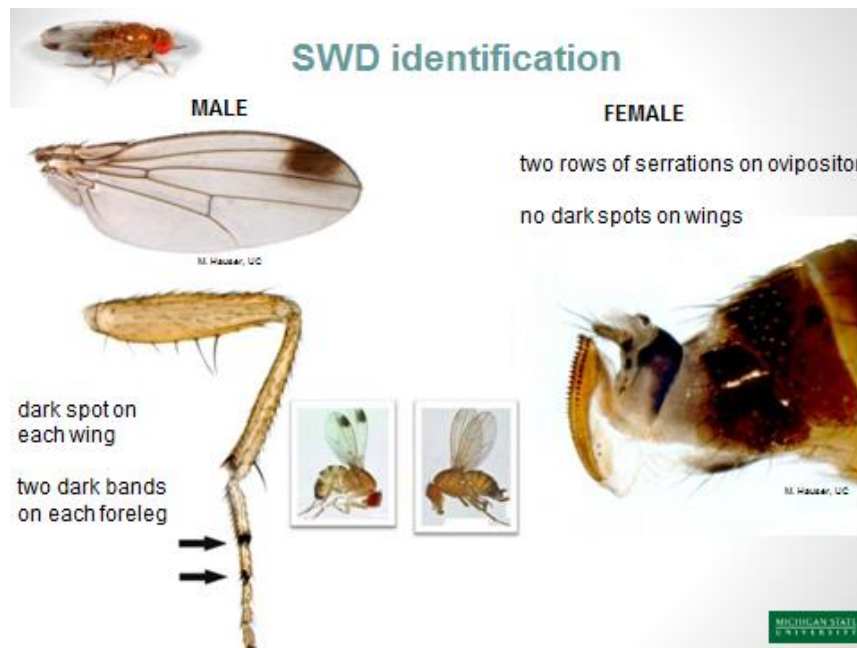 SWD identification
MALE
FEMALE
two rows of serrations on ovipositor
no dark spots on wings
M. Hauser, UC
dark spot on
each wing
two dark bands
on each foreleg
M. Hauser, UC
MICHIGAN STATE
UNIVERSITY